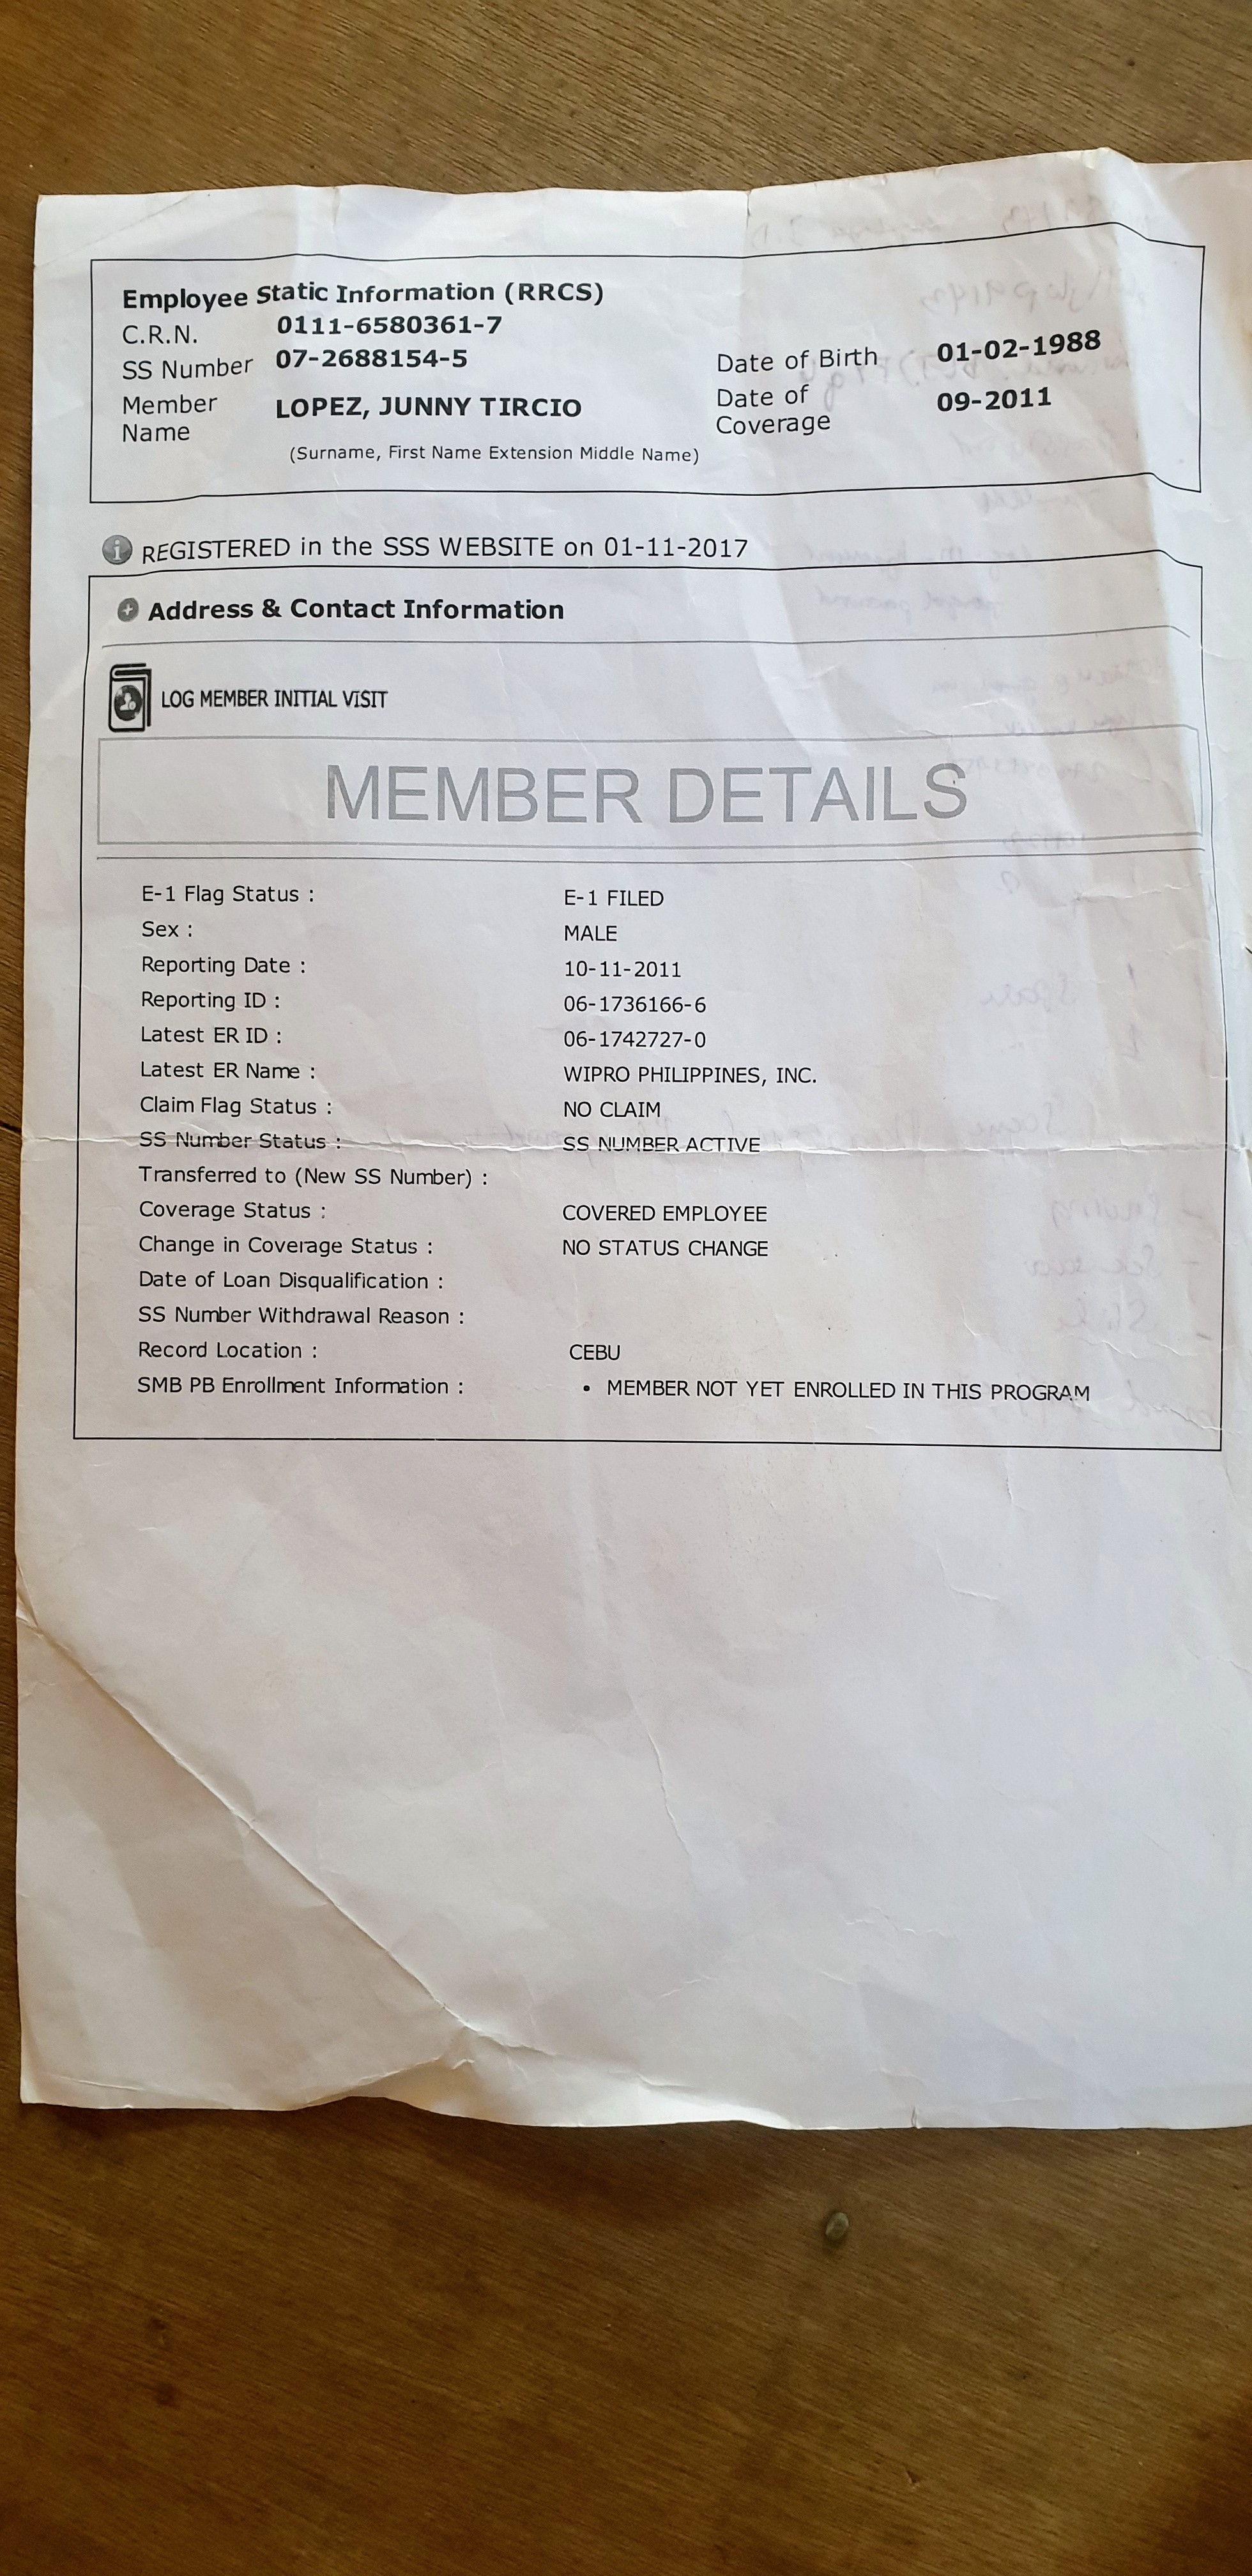 Employee Static Information (RRCS)
C.R.N. 0111-6580361-7
SS Number 07-2688154-5 Date of Birth 01-02-1988
Member Name LOPEZ, JUNNY TIRCIO Date of Coverage 09-2011
(Surname, First Name Extension Middle Name)
REGISTERED in the SSS WEBSITE on 01-11-2017
Address & Contact Information
LOG MEMBER INITIAL VISIT
MEMBER DETAILS
E-1 Flag Status : E-1 FILED
Sex : MALE
Reporting Date : 10-11-2011
Reporting ID : 06-1736166-6
Latest ER ID : 06-1742727-0
Latest ER Name : WIPRO PHILIPPINES, INC.
Claim Flag Status : NO CLAIM
SS Number Status : SS NUMBER ACTIVE
Transferred to (New SS Number) :
Coverage Status : COVERED EMPLOYEE
Change in Coverage Status : NO STATUS CHANGE
Date of Loan Disqualification :
SS Number Withdrawal Reason :
Record Location : CEBU
SMB PB Enrollment Information : • MEMBER NOT YET ENROLLED IN THIS PROGRAM